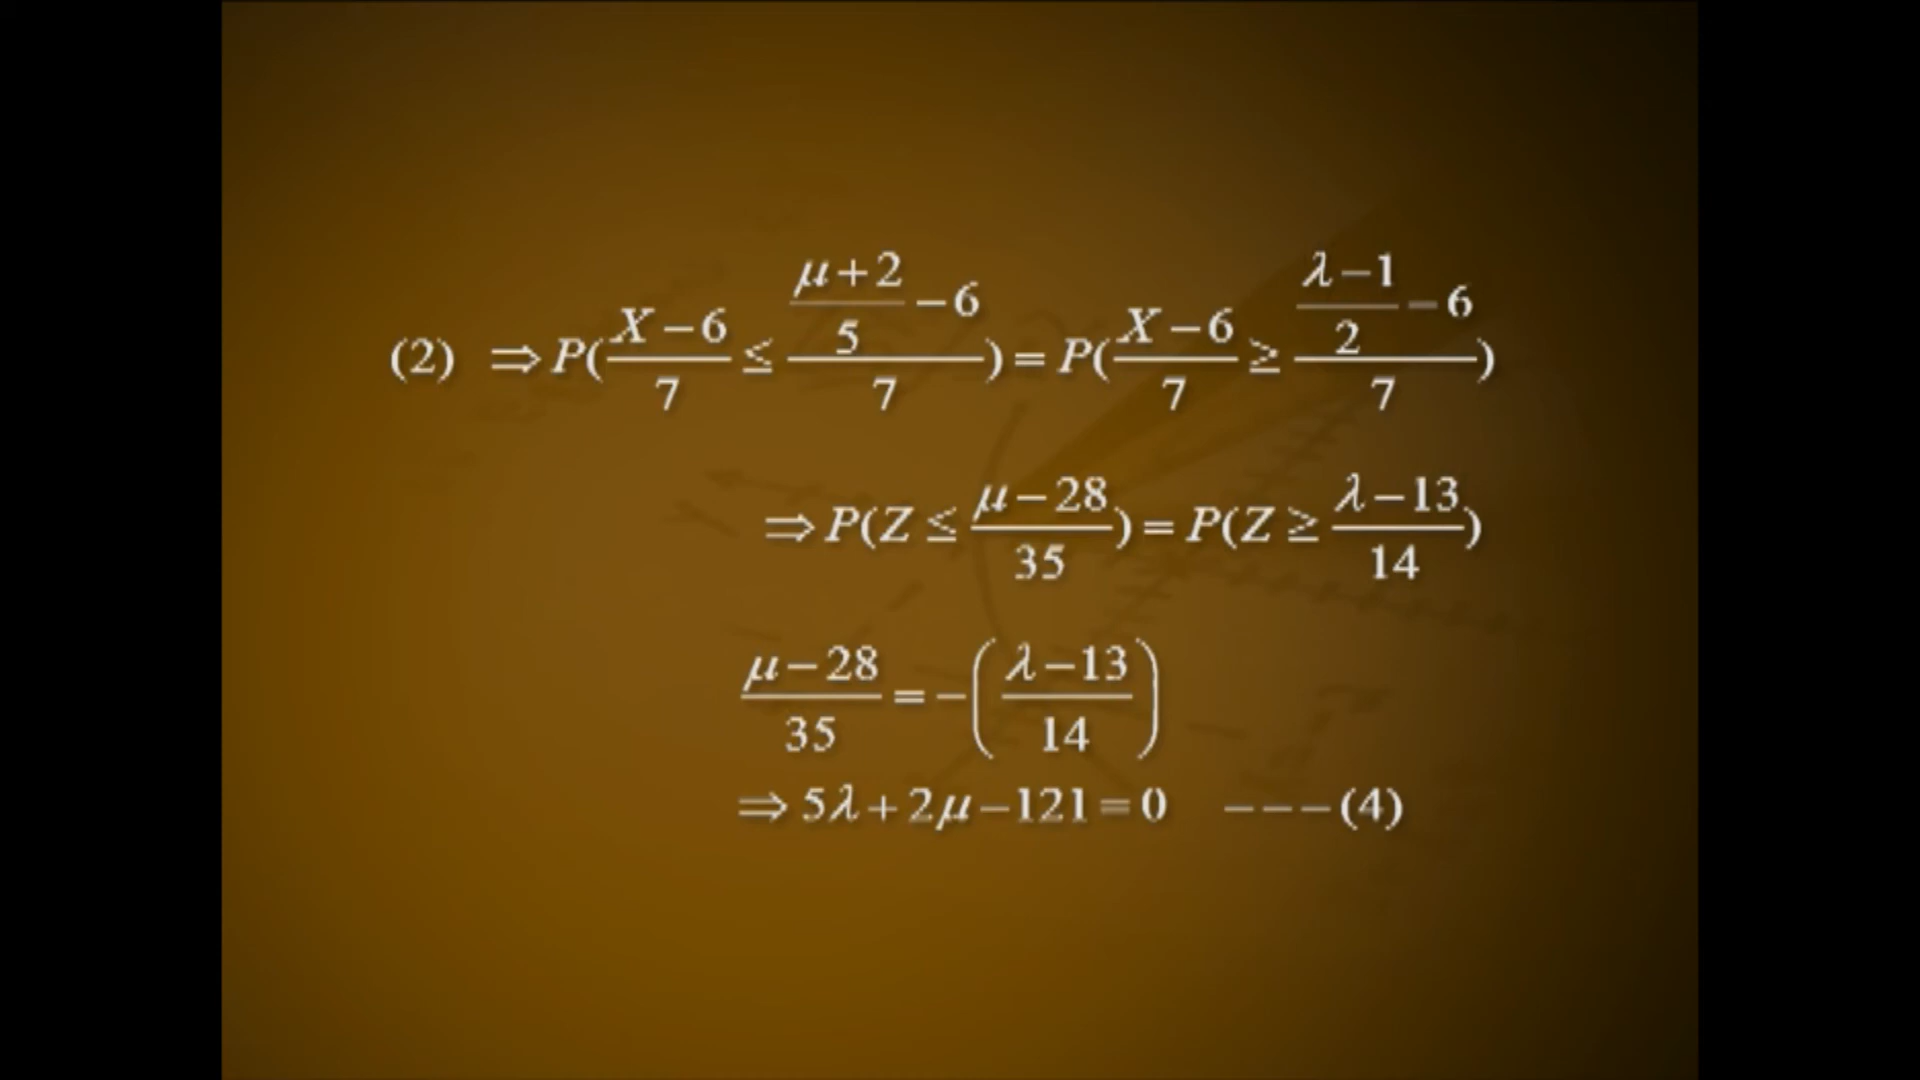 (2) ⇒ P((X − 6)/7 ≤ ((μ + 2)/5 − 6)/7) = P((X − 6)/7 ≥ ((λ − 1)/2 − 6)/7)
⇒ P(Z ≤ (μ − 28)/35) = P(Z ≥ (λ − 13)/14)
(μ − 28)/35 = −((λ − 13)/14)
⇒ 5λ + 2μ − 121 = 0 − − − (4)